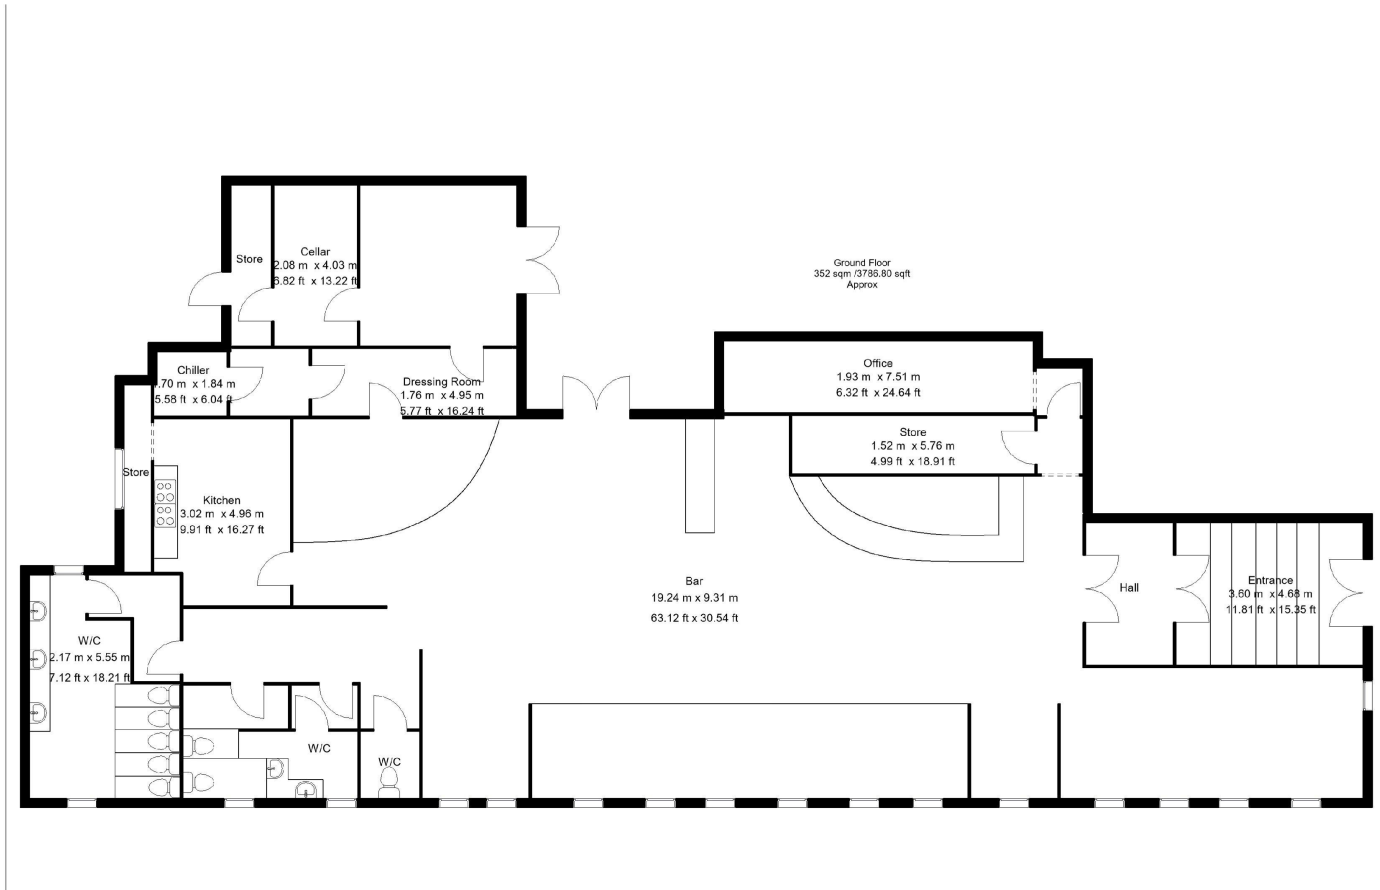 Store
Cellar
2.08 m x 4.03 m
6.82 ft x 13.22 ft
Ground Floor
352 sqm /3786.80 sqft
Approx
Chiller
1.70 m x 1.84 m
5.58 ft x 6.04 ft
Dressing Room
1.76 m x 4.95 m
5.77 ft x 16.24 ft
Office
1.93 m x 7.51 m
6.32 ft x 24.64 ft
Store
1.52 m x 5.76 m
4.99 ft x 18.91 ft
Store
Kitchen
3.02 m x 4.96 m
9.91 ft x 16.27 ft
Bar
19.24 m x 9.31 m
63.12 ft x 30.54 ft
Hall
Entrance
3.60 m x 4.68 m
11.81 ft x 15.35 ft
W/C
2.17 m x 5.55 m
7.12 ft x 18.21 ft
W/C
W/C